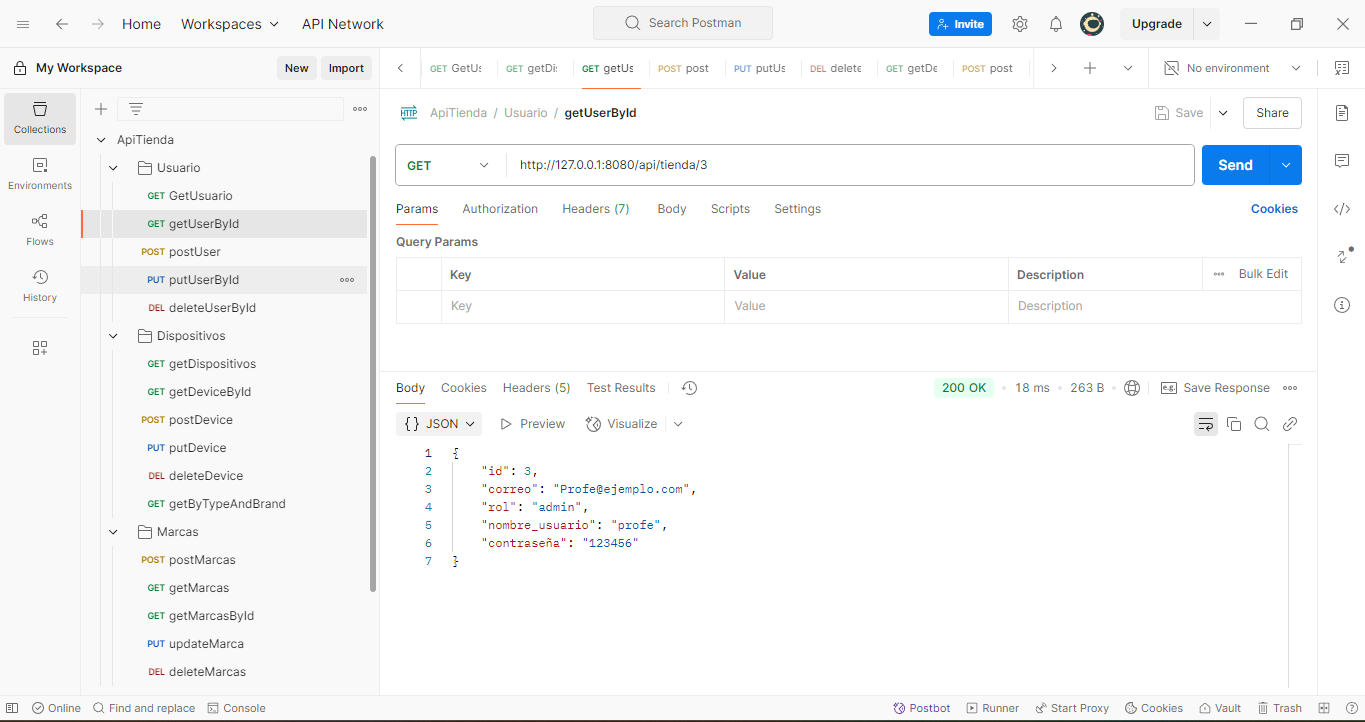 Home Workspaces API Network Search Postman Invite Upgrade
My Workspace New Import GET GetUs GET getDi GET getUs POST post PUT putUs DEL delete GET getDe POST post No environment
Collections
Environments
Flows
History
ApiTienda
Usuario
GET GetUsuario
GET getUserById
POST postUser
PUT putUserById
DEL deleteUserById
Dispositivos
GET getDispositivos
GET getDeviceById
POST postDevice
PUT putDevice
DEL deleteDevice
GET getByTypeAndBrand
Marcas
POST postMarcas
GET getMarcas
GET getMarcasById
PUT updateMarca
DEL deleteMarcas
HTTP ApiTienda / Usuario / getUserById Save Share
GET http://127.0.0.1:8080/api/tienda/3 Send
Params Authorization Headers (7) Body Scripts Settings Cookies
Query Params
Key Value Description Bulk Edit
Key Value Description
Body Cookies Headers (5) Test Results 200 OK 18 ms 263 B e.g. Save Response
{} JSON Preview Visualize
1 {
2 "id": 3,
3 "correo": "Profe@ejemplo.com",
4 "rol": "admin",
5 "nombre_usuario": "profe",
6 "contraseña": "123456"
7 }
Online Find and replace Console Postbot Runner Start Proxy Cookies Vault Trash